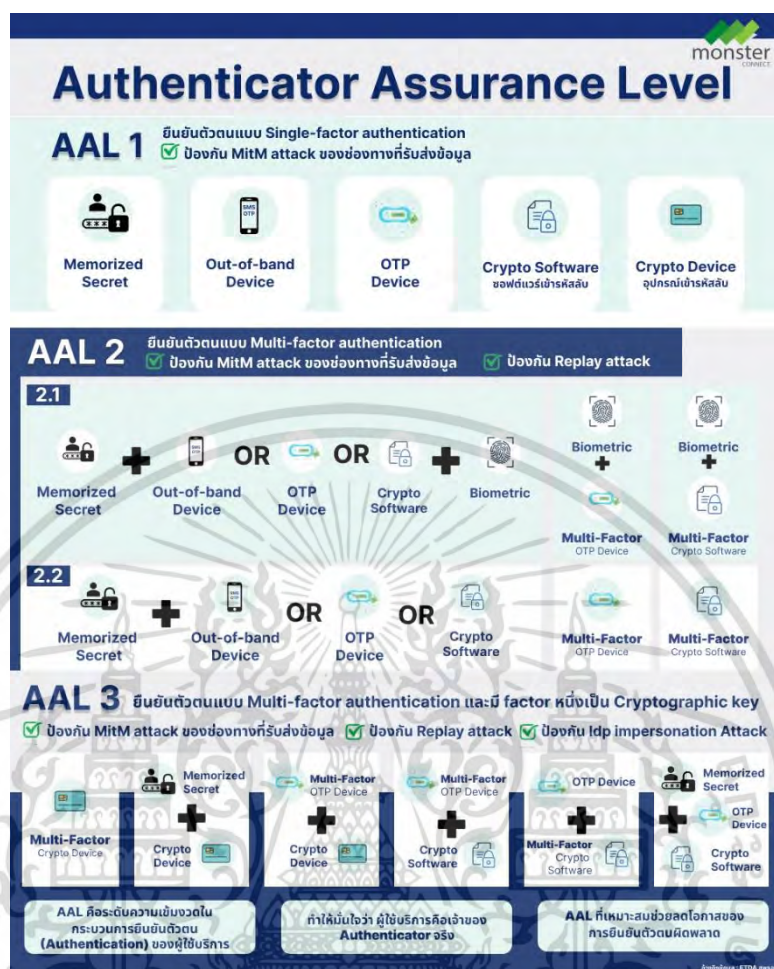 monster
CONNECT
Authenticator Assurance Level
AAL 1
ยืนยันตัวตนแบบ Single-factor authentication
ป้องกัน MitM attack ของช่องทางที่รับส่งข้อมูล
Memorized
Secret
SMS
OTP
Out-of-band
Device
OTP
Device
Crypto Software
ซอฟต์แวร์เข้ารหัสลับ
Crypto Device
อุปกรณ์เข้ารหัสลับ
AAL 2
ยืนยันตัวตนแบบ Multi-factor authentication
ป้องกัน MitM attack ของช่องทางที่รับส่งข้อมูล
ป้องกัน Replay attack
2.1
Memorized
Secret
Out-of-band
Device
OR
OTP
Device
OR
Crypto
Software
Biometric
Biometric
Multi-Factor
OTP Device
Biometric
Multi-Factor
Crypto Software
2.2
Memorized
Secret
Out-of-band
Device
OR
OTP
Device
OR
Crypto
Software
Multi-Factor
OTP Device
Multi-Factor
Crypto Software
AAL 3
ยืนยันตัวตนแบบ Multi-factor authentication และมี factor หนึ่งเป็น Cryptographic key
ป้องกัน MitM attack ของช่องทางที่รับส่งข้อมูล
ป้องกัน Replay attack
ป้องกัน Idp impersonation Attack
Multi-Factor
Crypto Device
Memorized
Secret
Crypto
Device
Multi-Factor
OTP Device
Crypto
Device
Multi-Factor
OTP Device
Crypto
Software
OTP Device
Multi-Factor
Crypto
Software
Memorized
Secret
OTP
Device
Crypto
Software
AAL คือระดับความเข้มงวดใน
กระบวนการยืนยันตัวตน
(Authentication) ของผู้ใช้บริการ
ทำให้มั่นใจว่า ผู้ใช้บริการคือเจ้าของ
Authenticator จริง
AAL ที่เหมาะสมช่วยลดโอกาสของ
การยืนยันตัวตนผิดพลาด